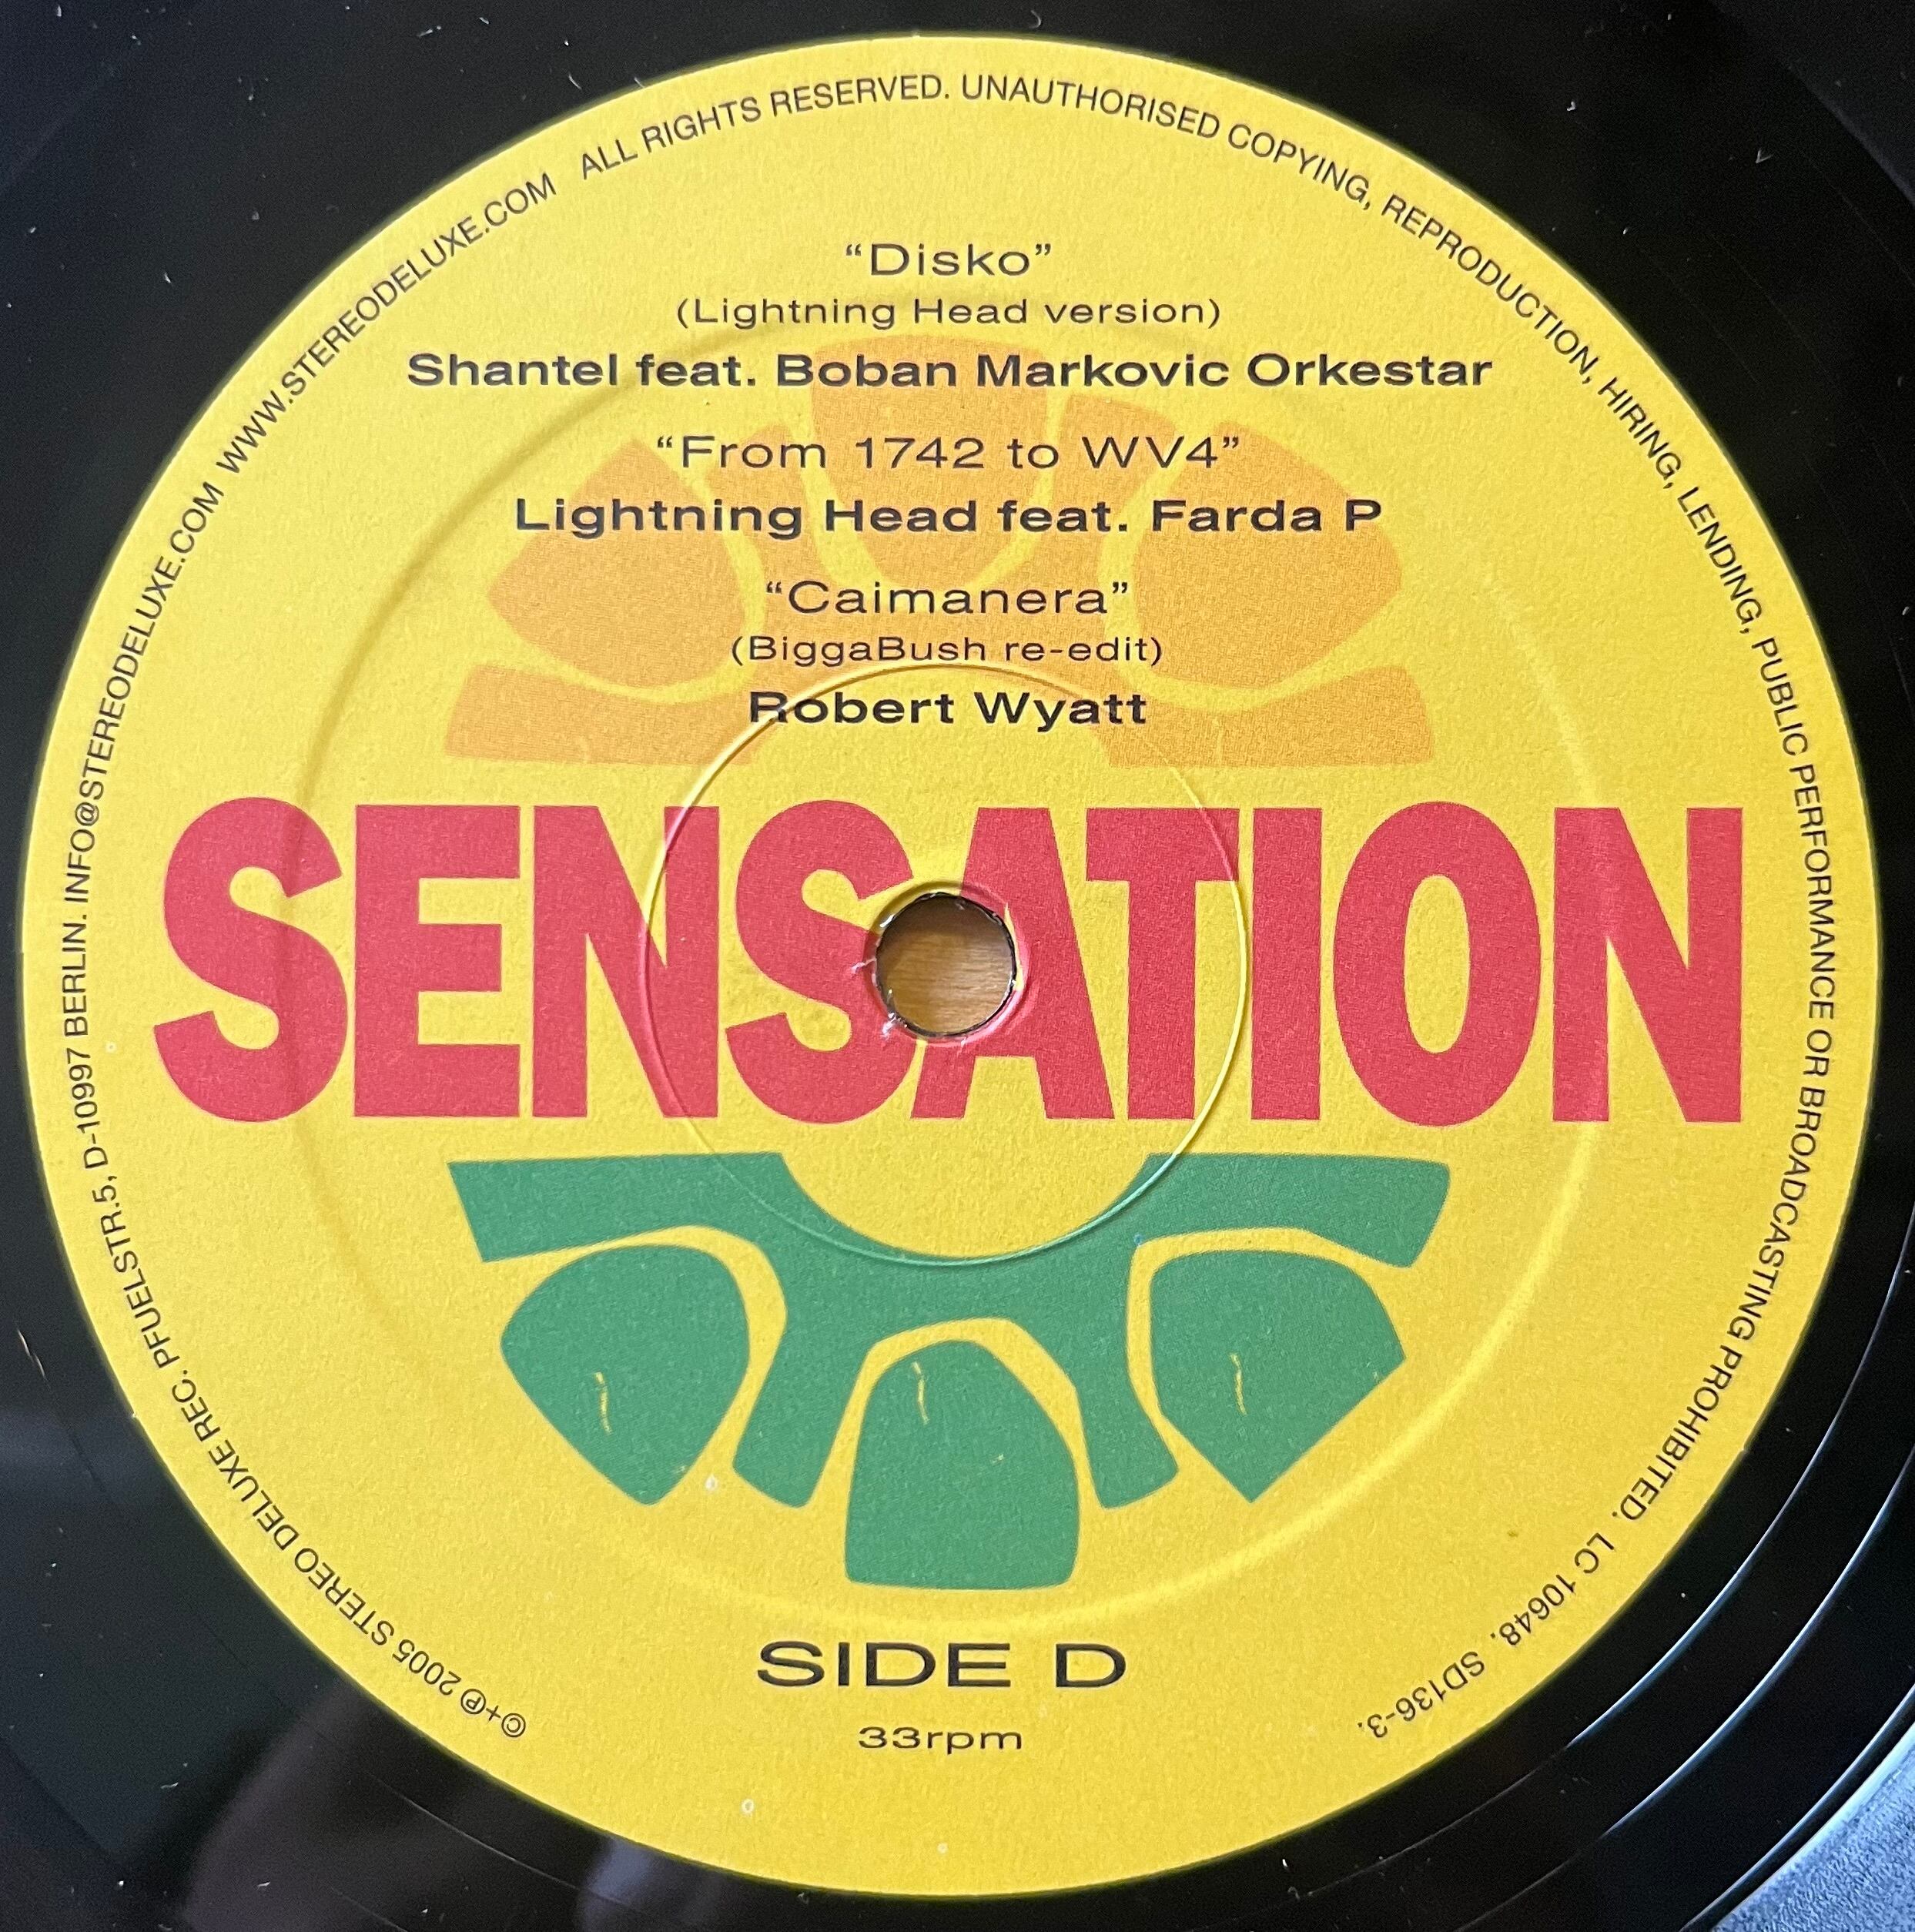 “Disko”
(Lightning Head version)
Shantel feat. Boban Markovic Orkestar
“From 1742 to WV4”
Lightning Head feat. Farda P
“Caimanera”
(BiggaBush re-edit)
Robert Wyatt
SENSATION
SIDE D
33rpm
©+℗ 2005 STEREO DELUXE REC. PFUELSTR.5, D-10997 BERLIN. INFO@STEREODELUXE.COM WWW.STEREODELUXE.COM ALL RIGHTS RESERVED. UNAUTHORISED COPYING, REPRODUCTION, HIRING, LENDING, PUBLIC PERFORMANCE OR BROADCASTING PROHIBITED. LC 10648. SD136-3.